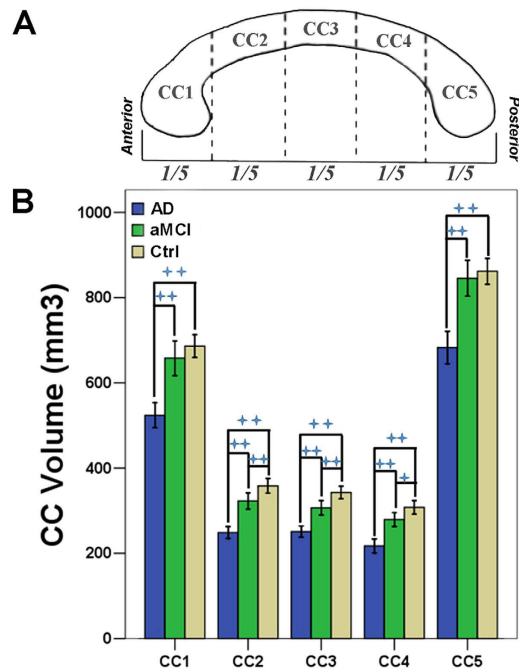 A
CC1
CC2
CC3
CC4
CC5
Anterior
Posterior
1/5 1/5 1/5 1/5 1/5
B
AD
aMCI
Ctrl
CC Volume (mm3)
1000
800
600
400
200
0
CC1 CC2 CC3 CC4 CC5